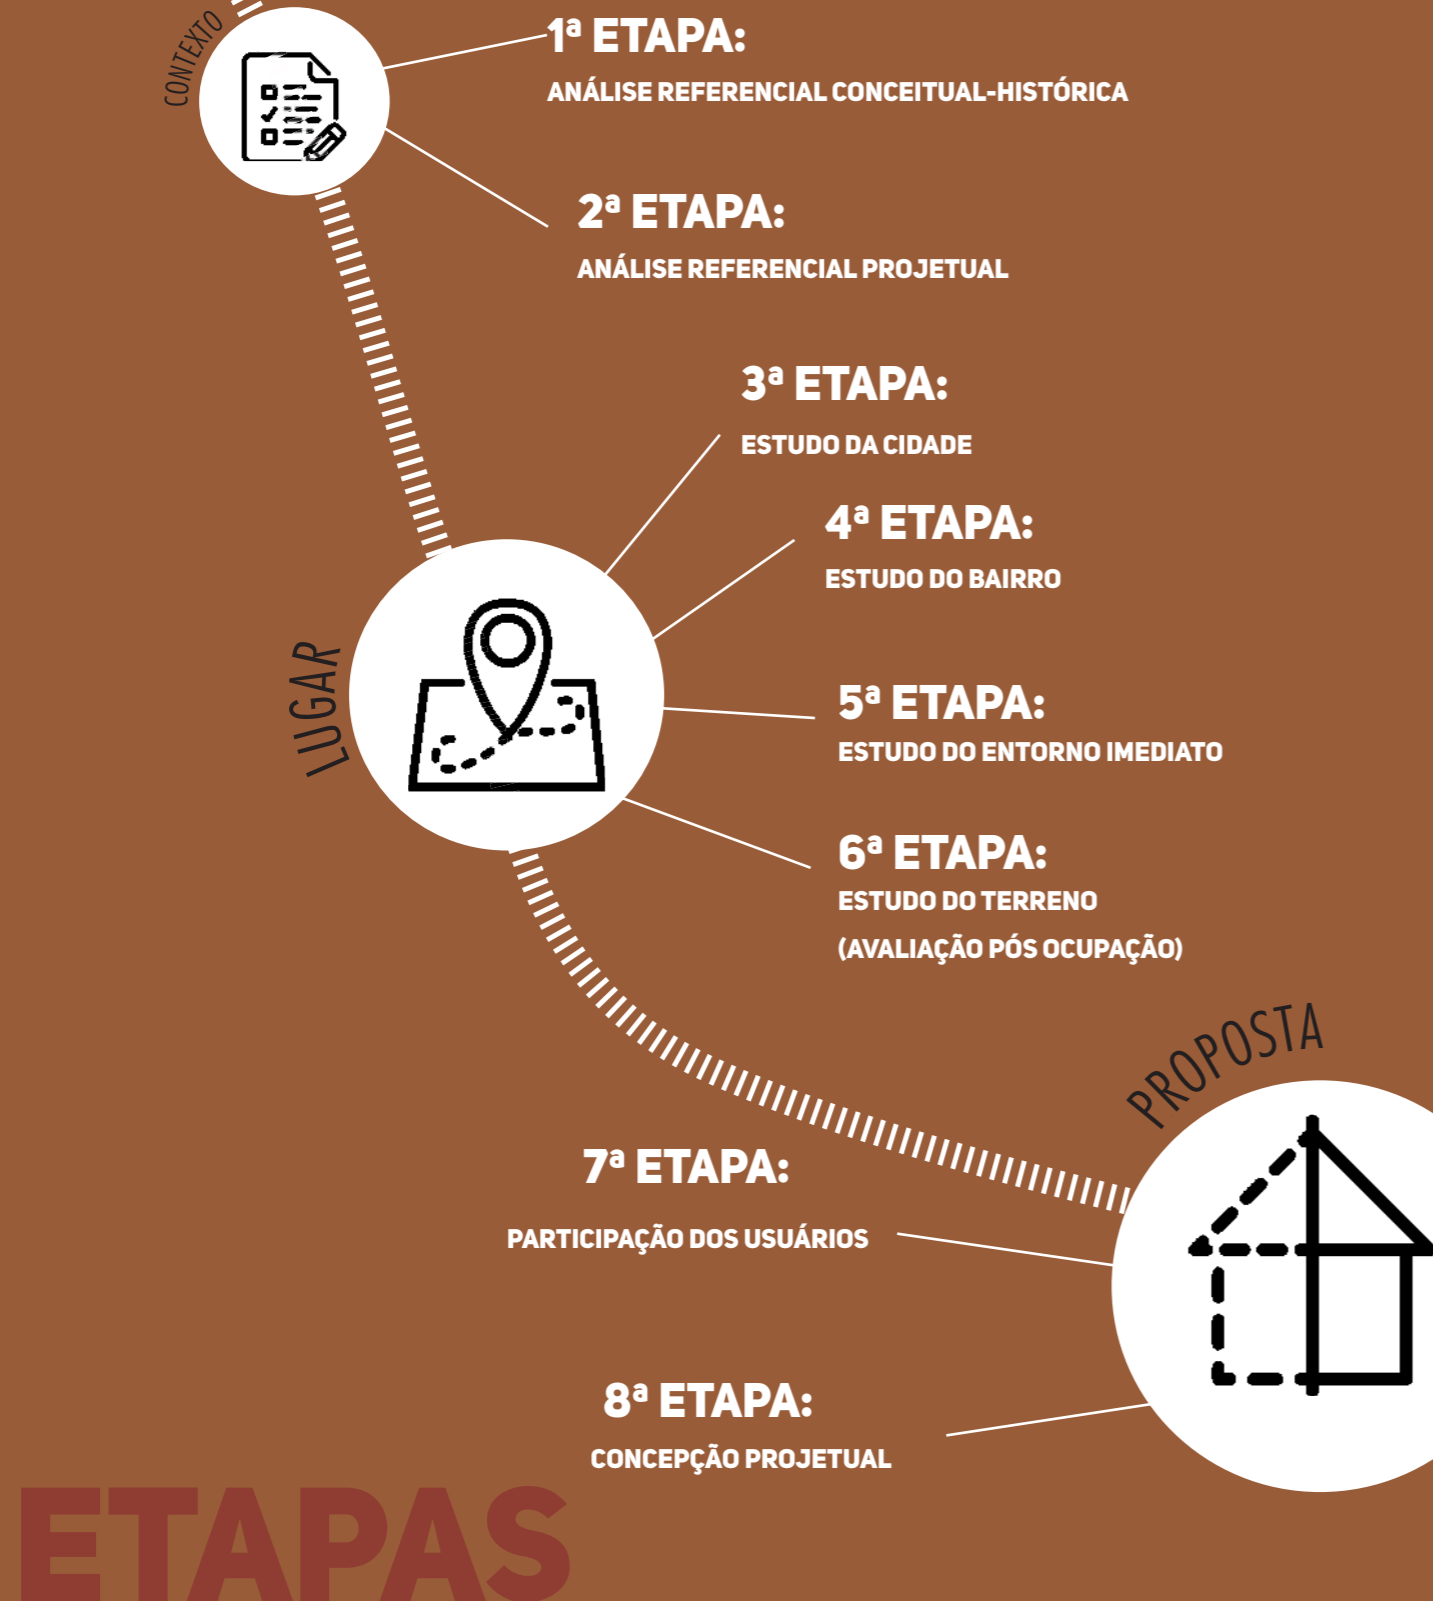 CONTEXTO
1ª ETAPA:
ANÁLISE REFERENCIAL CONCEITUAL-HISTÓRICA
2ª ETAPA:
ANÁLISE REFERENCIAL PROJETUAL
3ª ETAPA:
ESTUDO DA CIDADE
4ª ETAPA:
ESTUDO DO BAIRRO
LUGAR
5ª ETAPA:
ESTUDO DO ENTORNO IMEDIATO
6ª ETAPA:
ESTUDO DO TERRENO
(AVALIAÇÃO PÓS OCUPAÇÃO)
PROPOSTA
7ª ETAPA:
PARTICIPAÇÃO DOS USUÁRIOS
8ª ETAPA:
CONCEPÇÃO PROJETUAL
ETAPAS